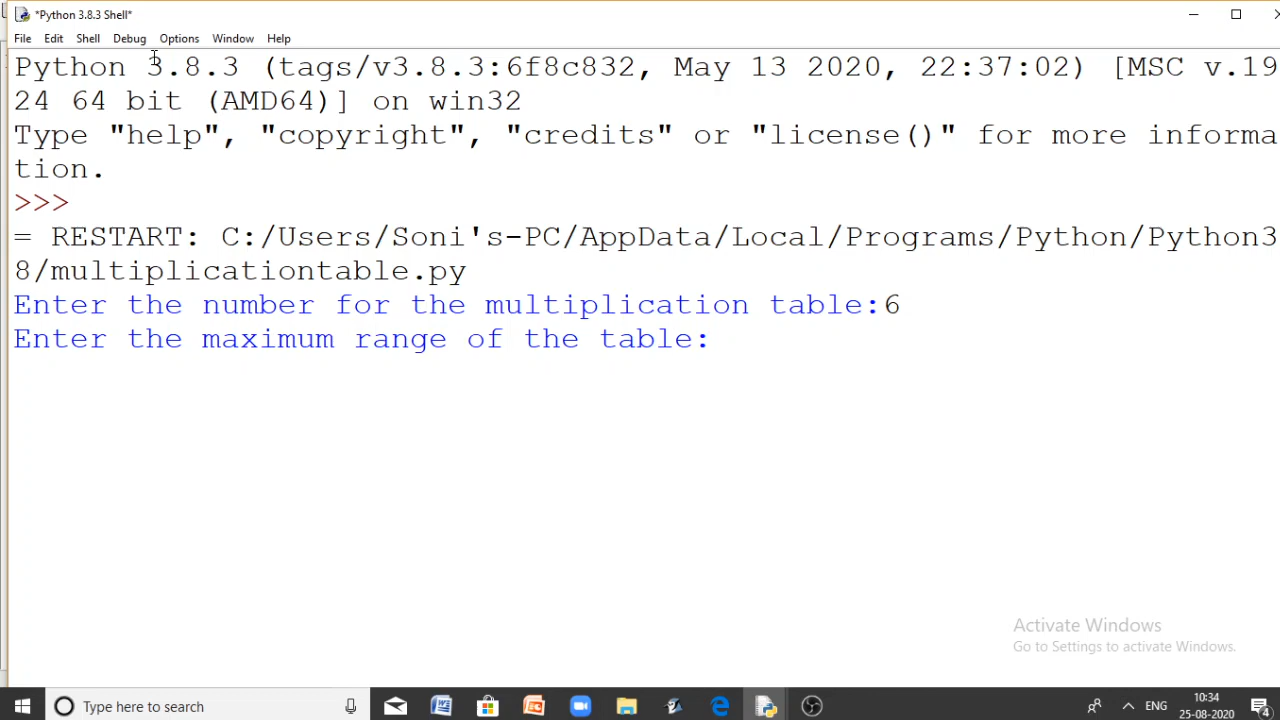 *Python 3.8.3 Shell*
File Edit Shell Debug Options Window Help
Python 3.8.3 (tags/v3.8.3:6f8c832, May 13 2020, 22:37:02) [MSC v.19
24 64 bit (AMD64)] on win32
Type "help", "copyright", "credits" or "license()" for more informa
tion.
>>>
= RESTART: C:/Users/Soni's-PC/AppData/Local/Programs/Python/Python3
8/multiplicationtable.py
Enter the number for the multiplication table:6
Enter the maximum range of the table:
Activate Windows
Go to Settings to activate Windows.
Type here to search
ENG
10:34
25-08-2020
4